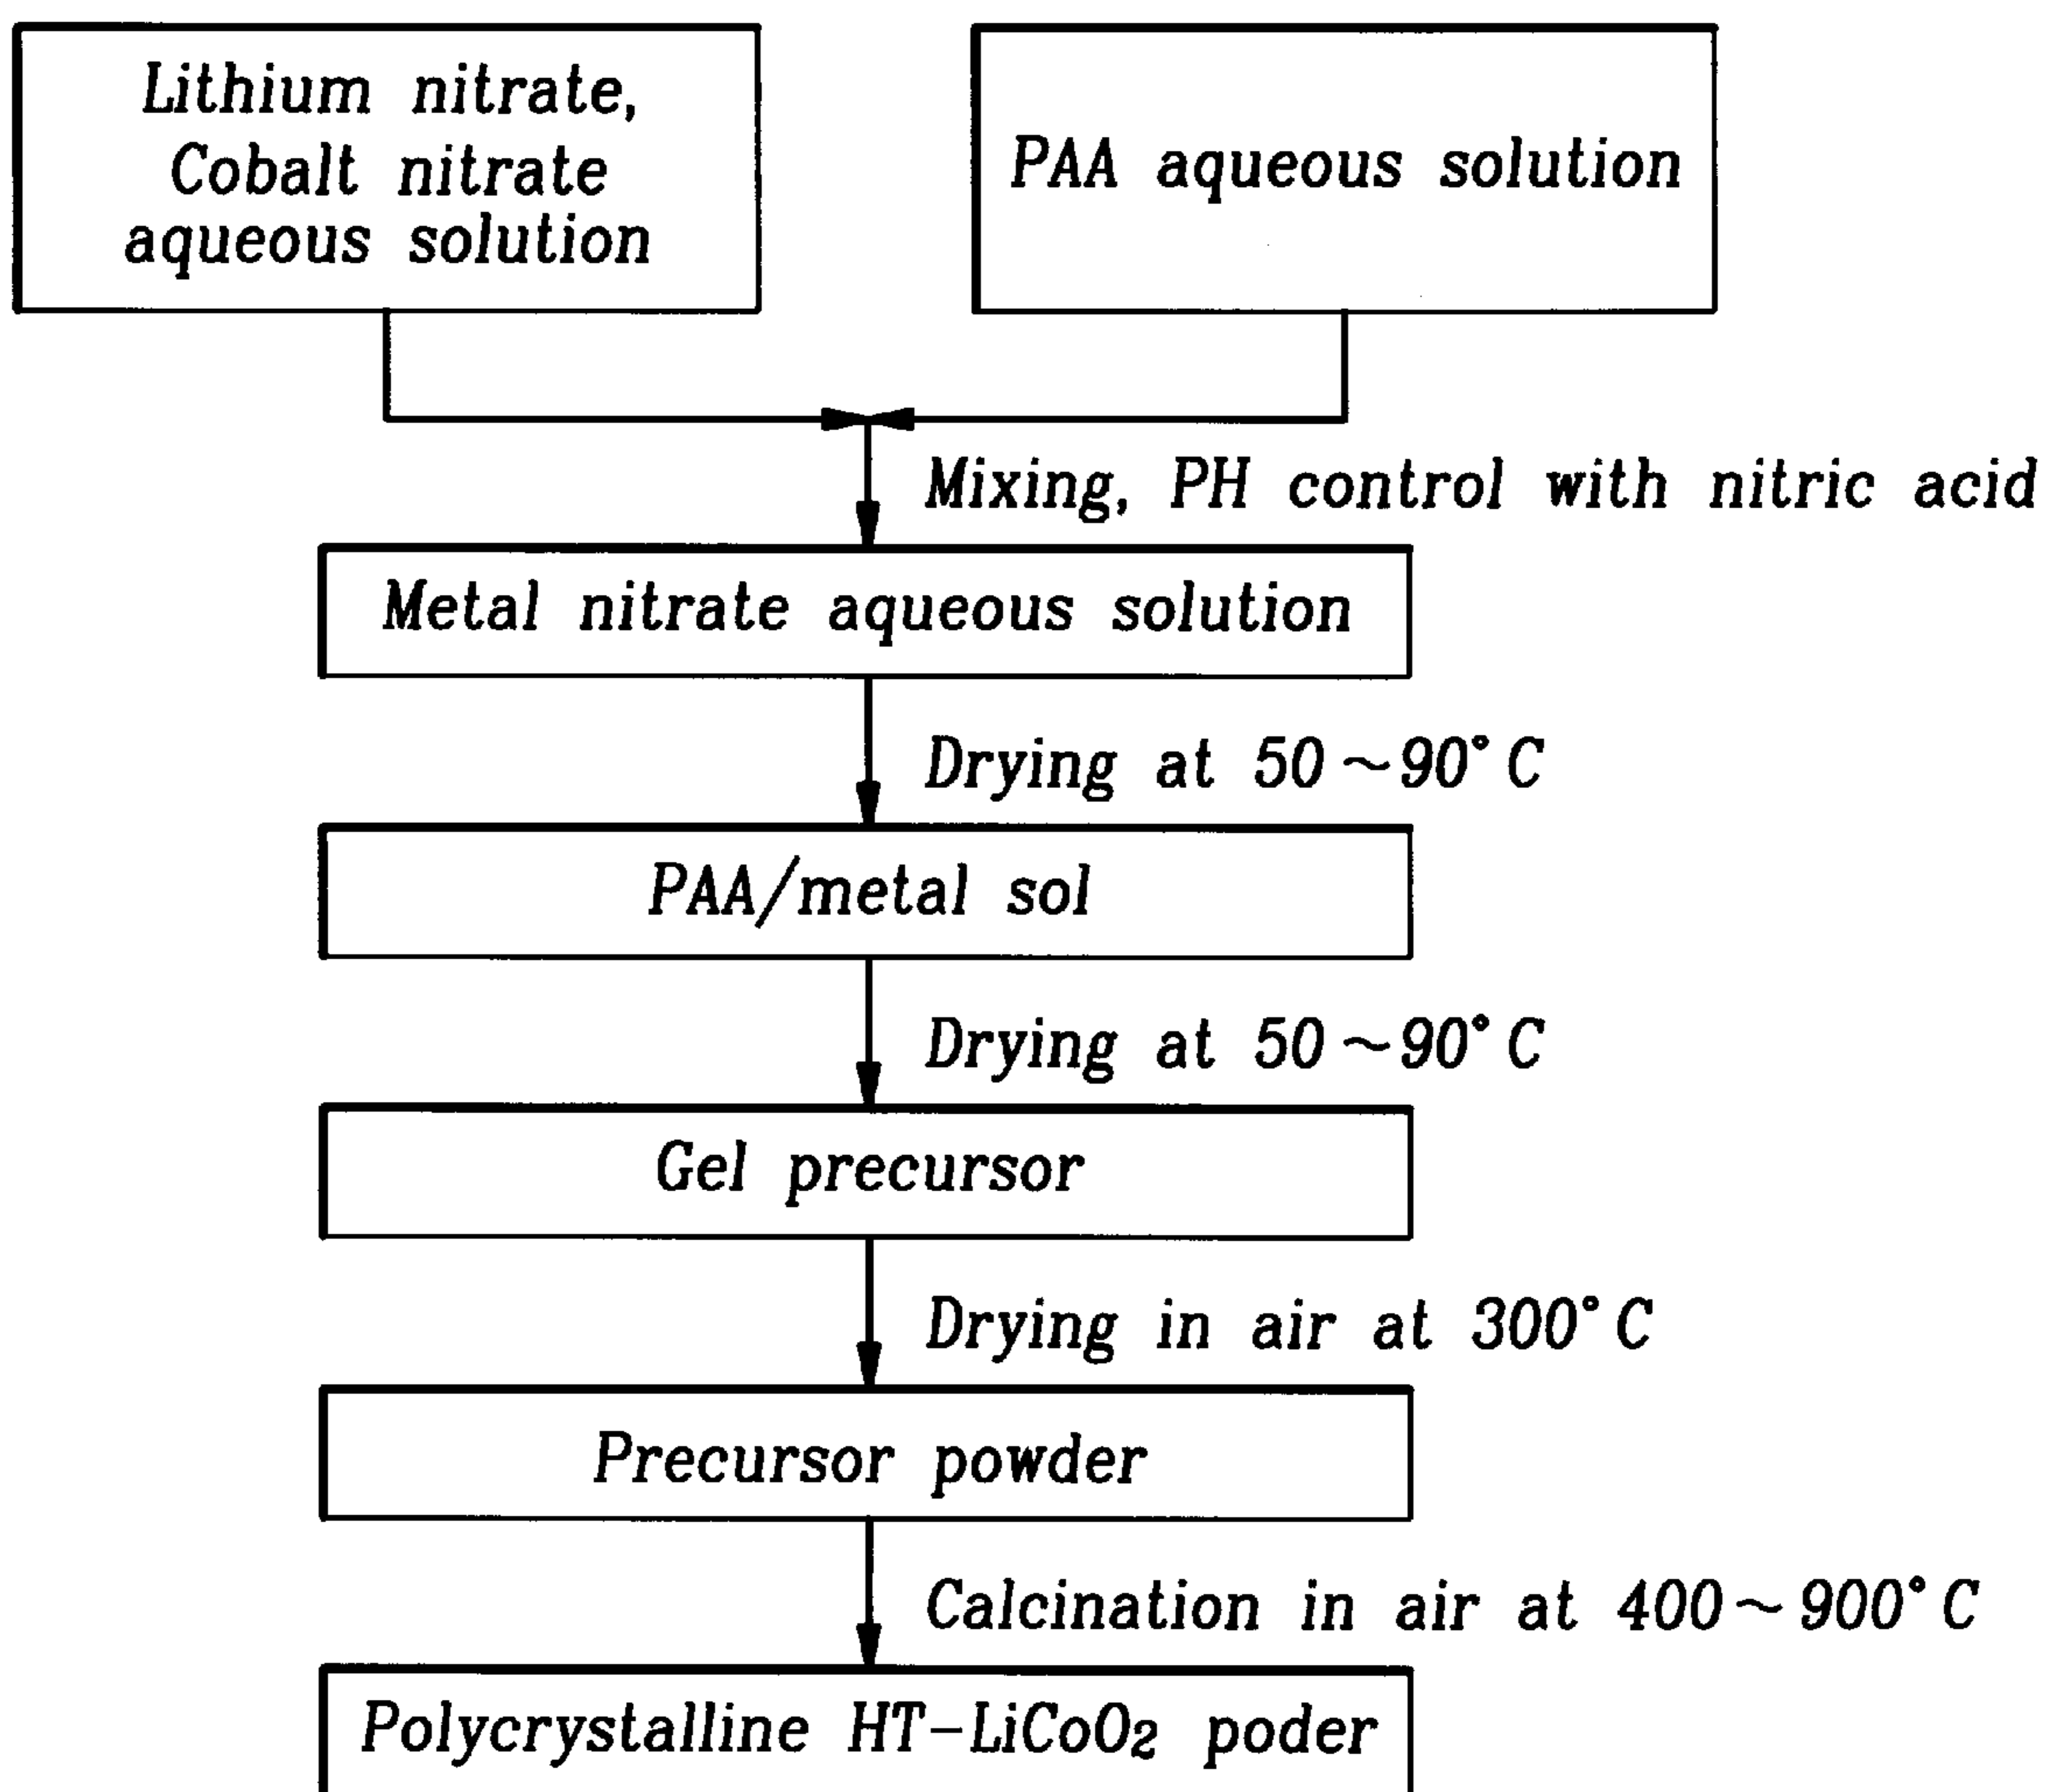 Lithium nitrate,
Cobalt nitrate
aqueous solution
PAA aqueous solution
Mixing, PH control with nitric acid
Metal nitrate aqueous solution
Drying at 50~90°C
PAA/metal sol
Drying at 50~90°C
Gel precursor
Drying in air at 300°C
Precursor powder
Calcination in air at 400~900°C
Polycrystalline HT-LiCoO₂ poder